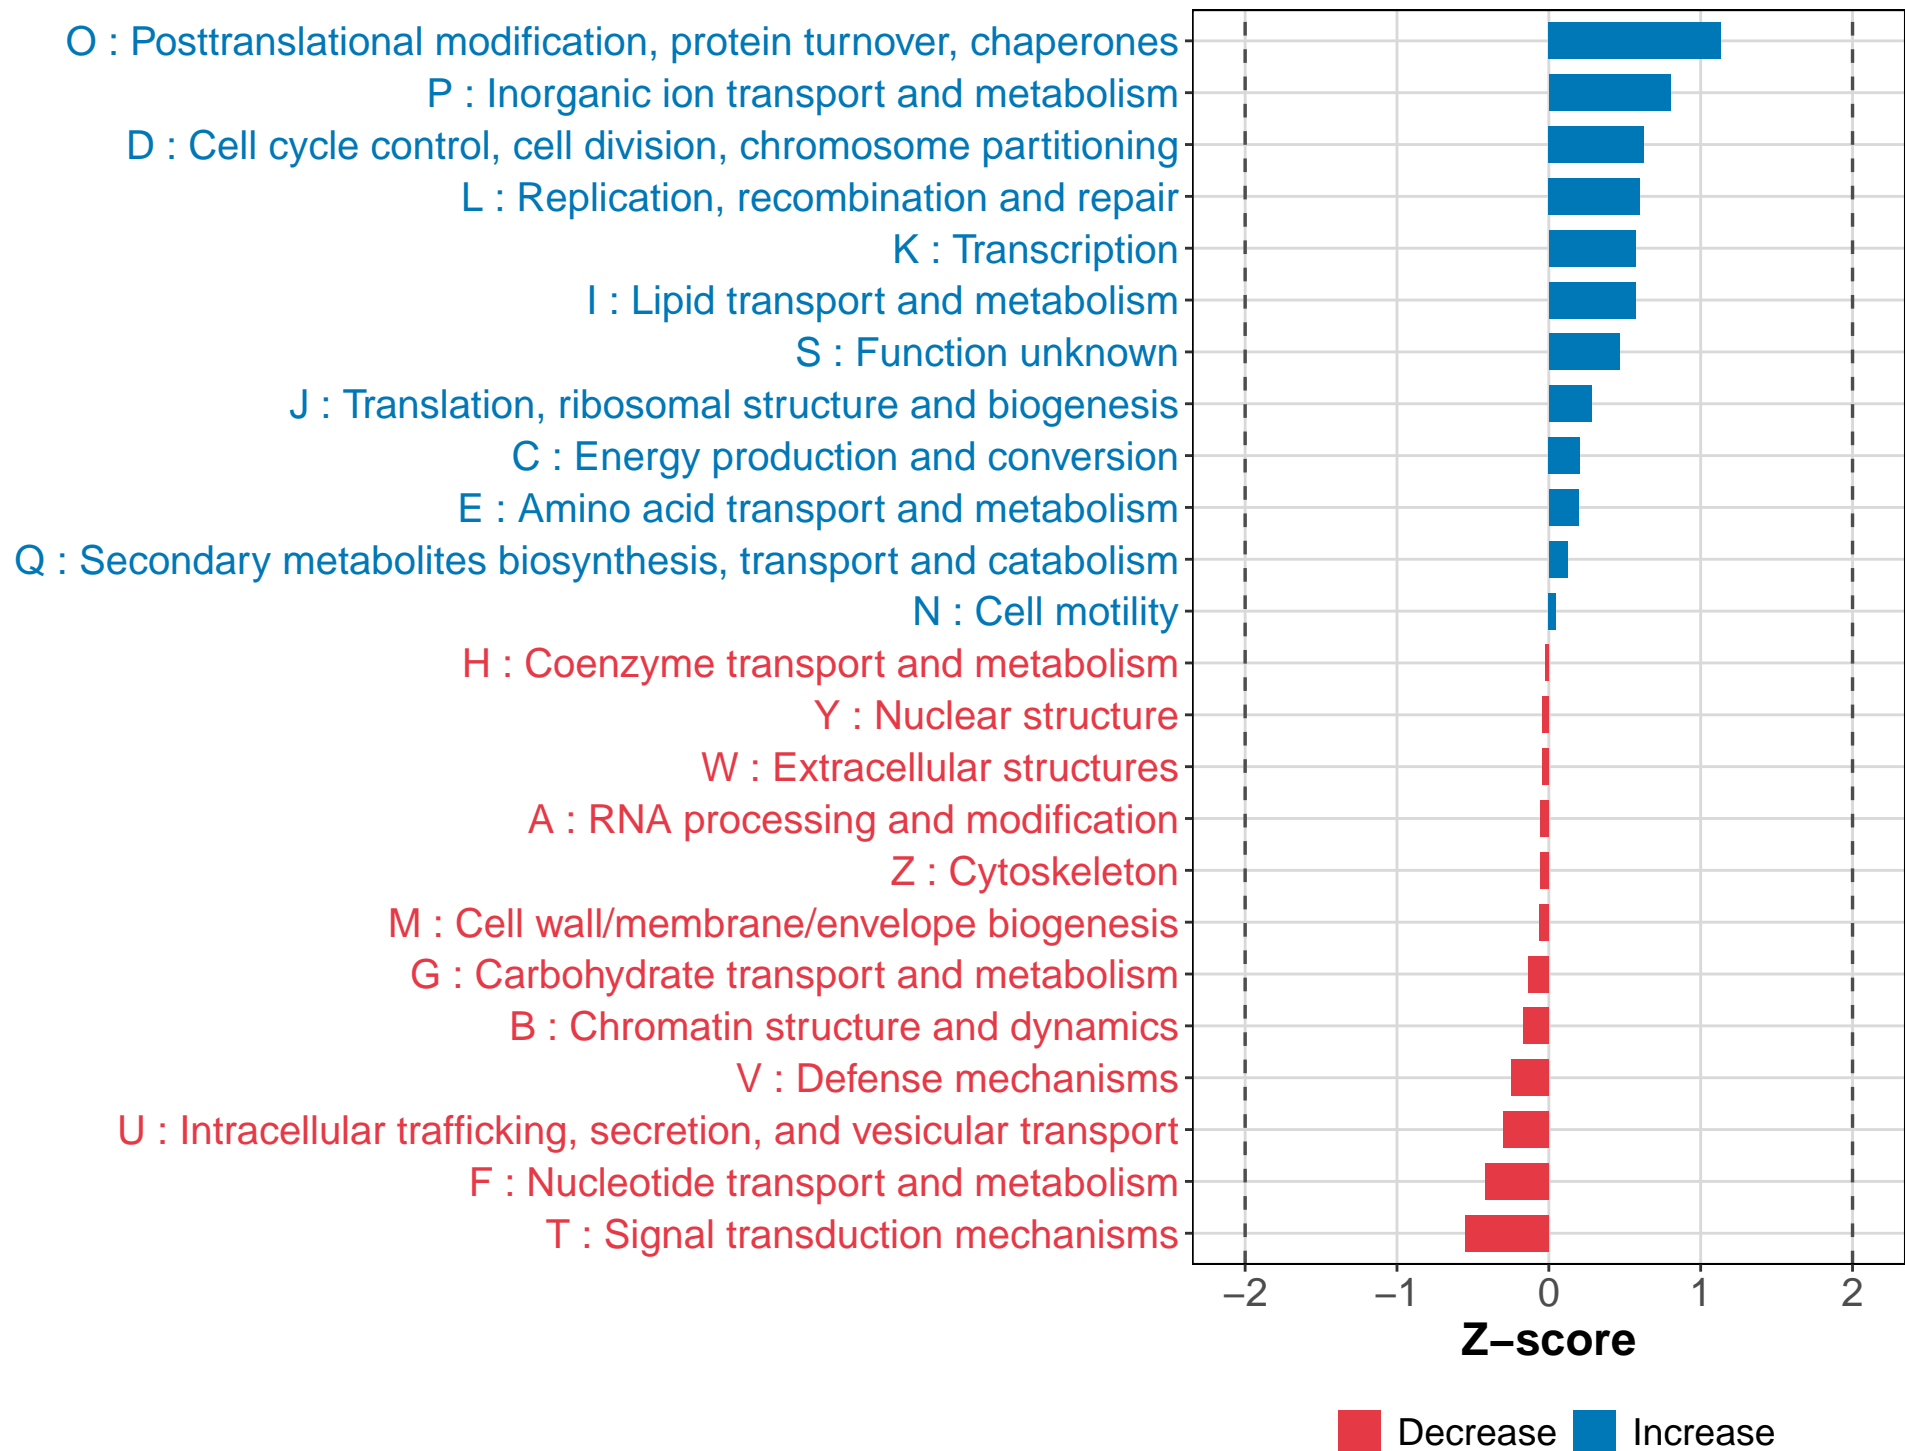 O : Posttranslational modification, protein turnover, chaperones
P : Inorganic ion transport and metabolism
D : Cell cycle control, cell division, chromosome partitioning
L : Replication, recombination and repair
K : Transcription
I : Lipid transport and metabolism
S : Function unknown
J : Translation, ribosomal structure and biogenesis
C : Energy production and conversion
E : Amino acid transport and metabolism
Q : Secondary metabolites biosynthesis, transport and catabolism
N : Cell motility
H : Coenzyme transport and metabolism
Y : Nuclear structure
W : Extracellular structures
A : RNA processing and modification
Z : Cytoskeleton
M : Cell wall/membrane/envelope biogenesis
G : Carbohydrate transport and metabolism
B : Chromatin structure and dynamics
V : Defense mechanisms
U : Intracellular trafficking, secretion, and vesicular transport
F : Nucleotide transport and metabolism
T : Signal transduction mechanisms
−2 −1 0 1 2
Z−score
Decrease Increase